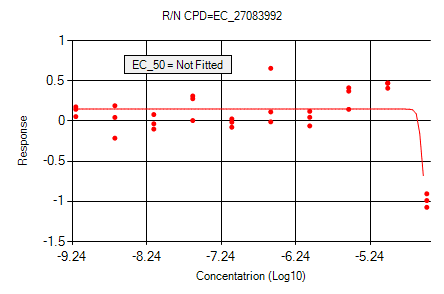 R/N CPD=EC_27083992
1
EC_50 = Not Fitted
0.5
0
-0.5
-1
-1.5
Response
-9.24 -8.24 -7.24 -6.24 -5.24
Concentatrion (Log10)